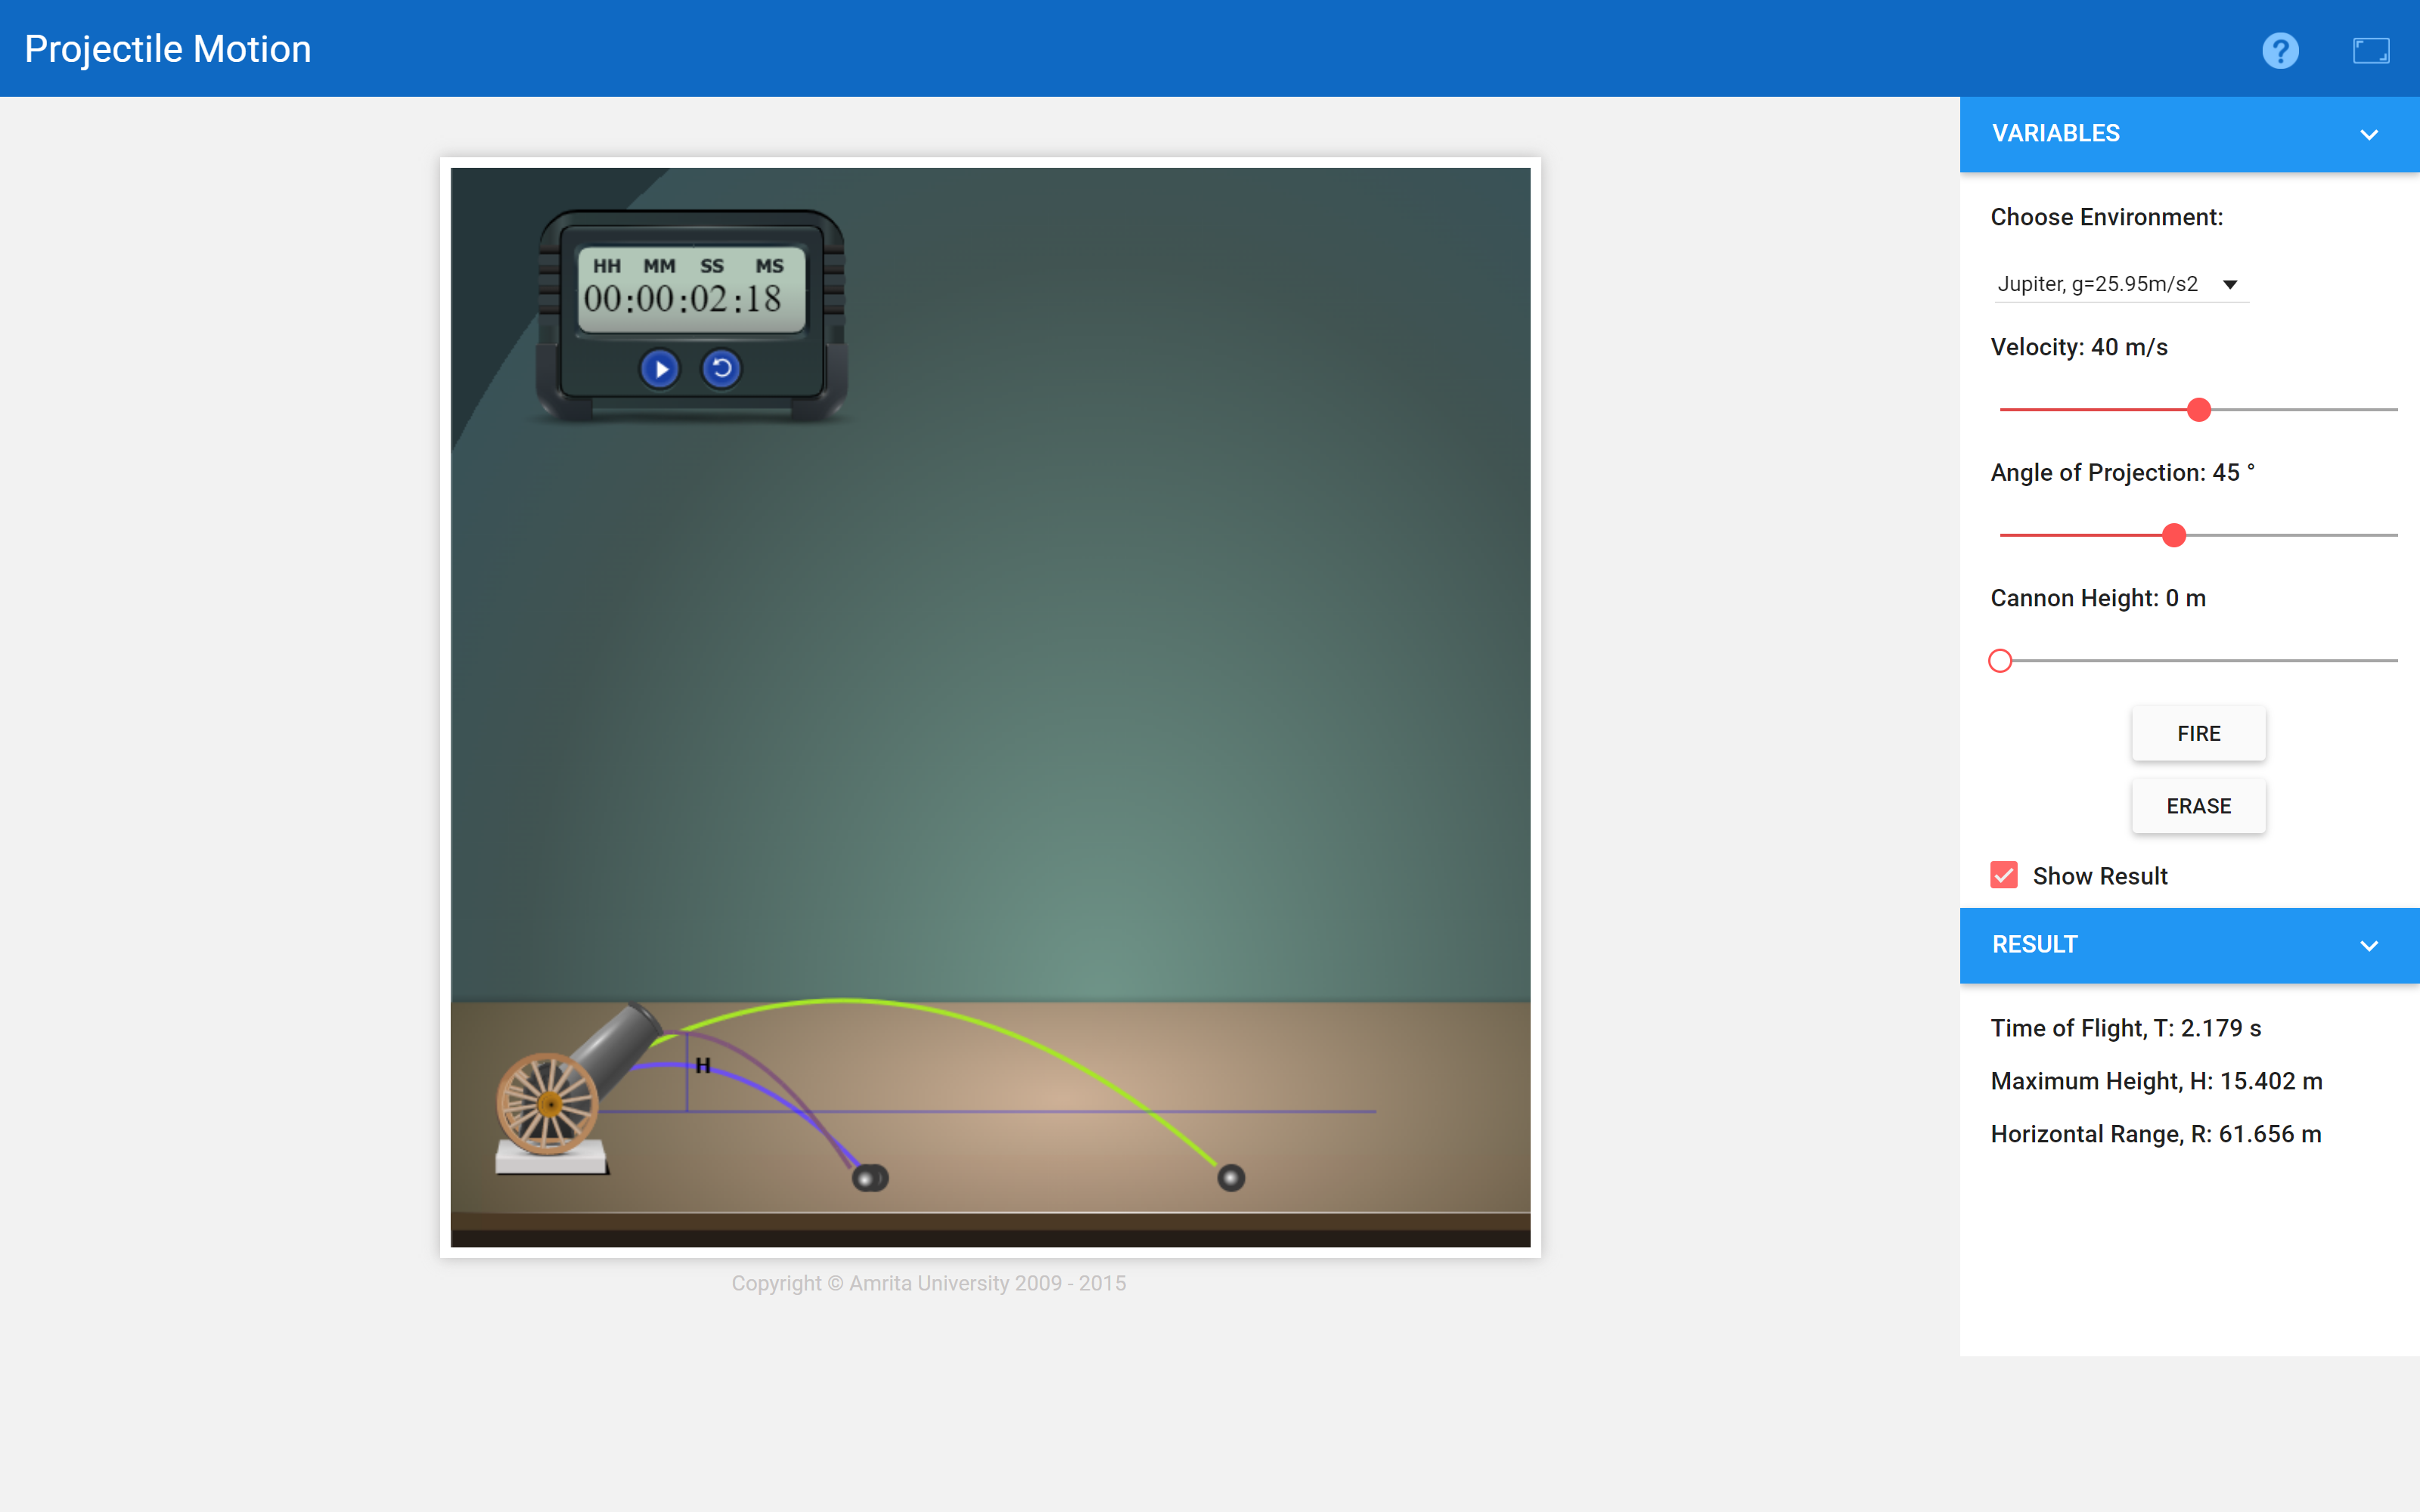 Projectile Motion
?
HH MM SS MS
00:00:02:18
H
Copyright © Amrita University 2009 - 2015
VARIABLES
Choose Environment:
Jupiter, g=25.95m/s2
Velocity: 40 m/s
Angle of Projection: 45 °
Cannon Height: 0 m
FIRE
ERASE
Show Result
RESULT
Time of Flight, T: 2.179 s
Maximum Height, H: 15.402 m
Horizontal Range, R: 61.656 m